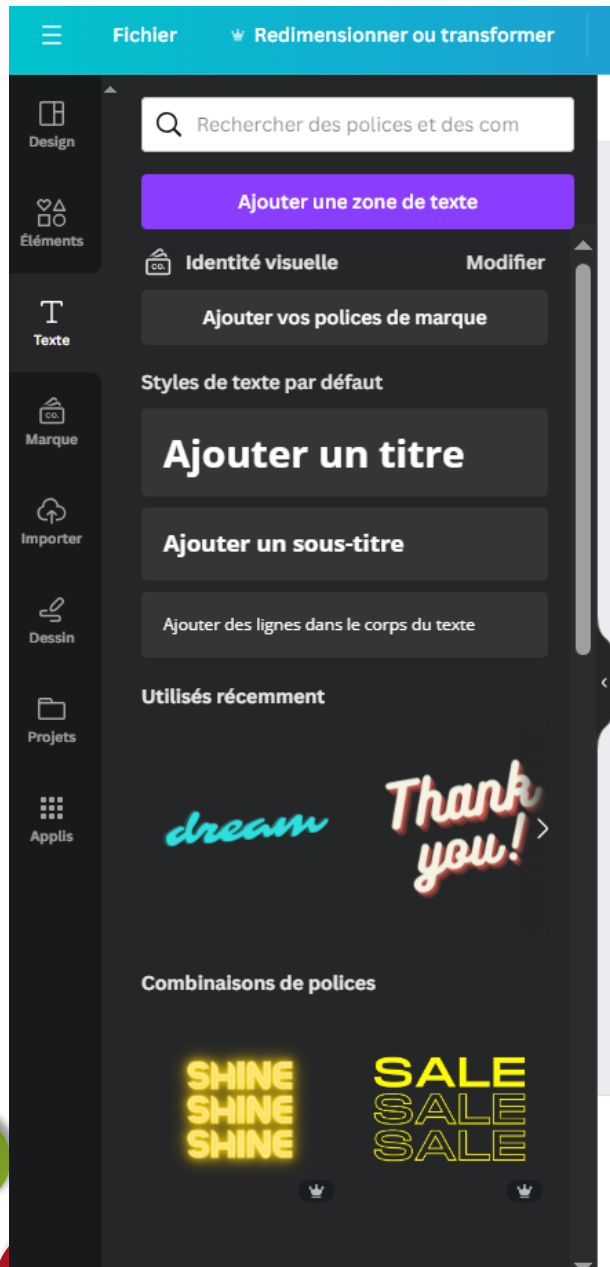 Fichier
Redimensionner ou transformer
Design
Éléments
Texte
Marque
Importer
Dessin
Projets
Applis
Rechercher des polices et des com
Ajouter une zone de texte
CO.
Identité visuelle
Modifier
Ajouter vos polices de marque
Styles de texte par défaut
Ajouter un titre
Ajouter un sous-titre
Ajouter des lignes dans le corps du texte
Utilisés récemment
dream
Thank
you!
Combinaisons de polices
SHINE
SHINE
SHINE
SALE
SALE
SALE